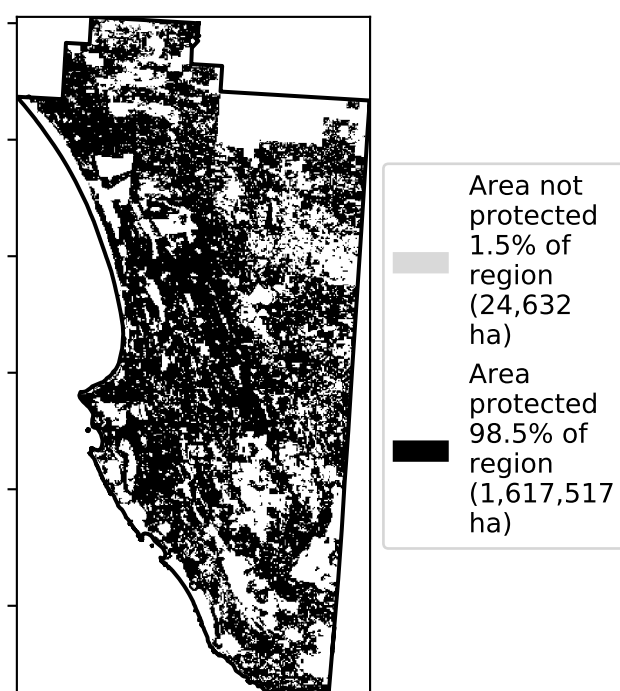 Area not
protected
1.5% of
region
(24,632
ha)
Area
protected
98.5% of
region
(1,617,517
ha)